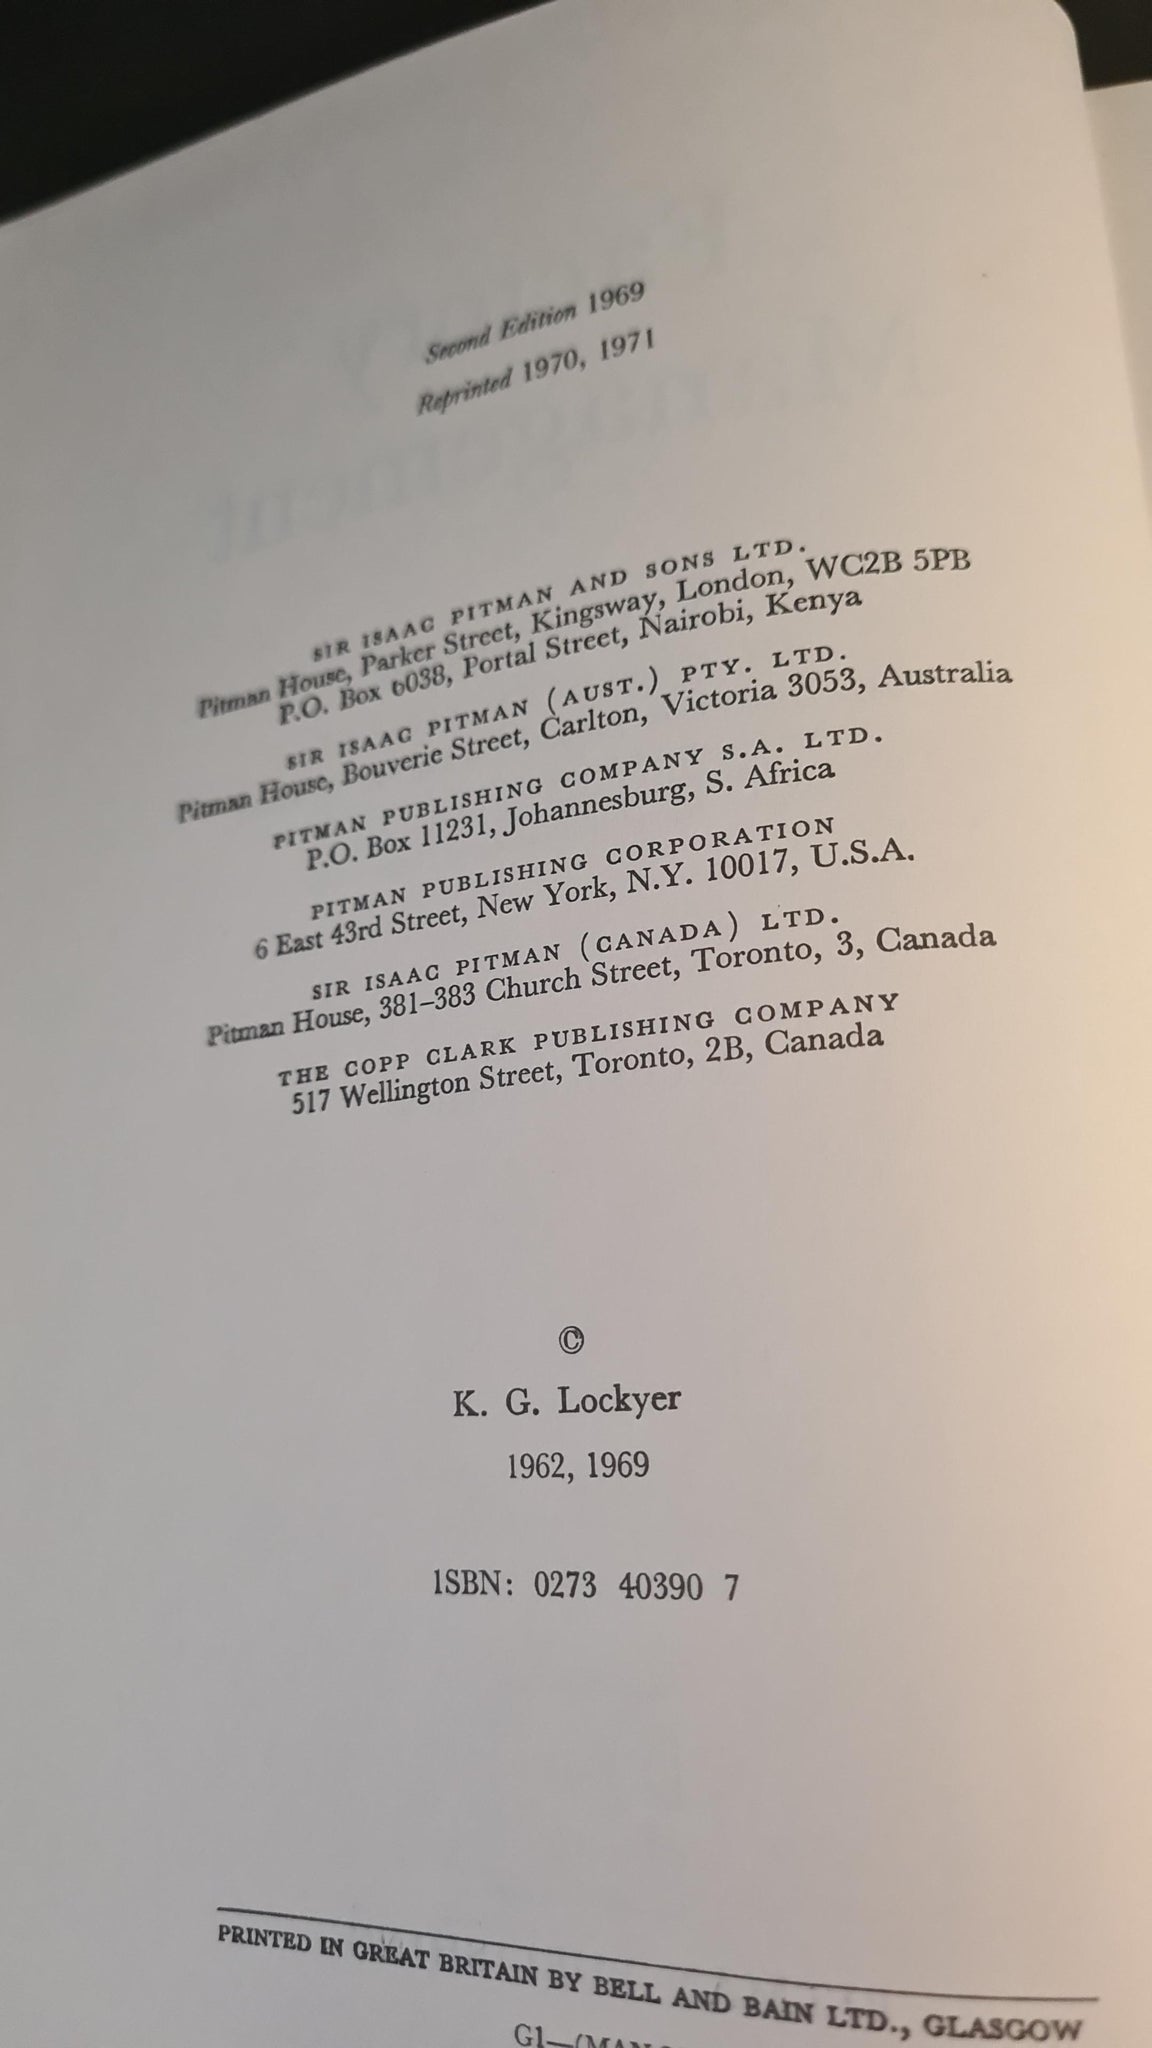 Second Edition 1969
Reprinted 1970, 1971
SIR ISAAC PITMAN AND SONS LTD.
Pitman House, Parker Street, Kingsway, London, WC2B 5PB
P.O. Box 6038, Portal Street, Nairobi, Kenya
SIR ISAAC PITMAN (AUST.) PTY. LTD.
Pitman House, Bouverie Street, Carlton, Victoria 3053, Australia
PITMAN PUBLISHING COMPANY S.A. LTD.
P.O. Box 11231, Johannesburg, S. Africa
PITMAN PUBLISHING CORPORATION
6 East 43rd Street, New York, N.Y. 10017, U.S.A.
SIR ISAAC PITMAN (CANADA) LTD.
Pitman House, 381–383 Church Street, Toronto, 3, Canada
THE COPP CLARK PUBLISHING COMPANY
517 Wellington Street, Toronto, 2B, Canada
©
K. G. Lockyer
1962, 1969
ISBN: 0273 40390 7
PRINTED IN GREAT BRITAIN BY BELL AND BAIN LTD., GLASGOW